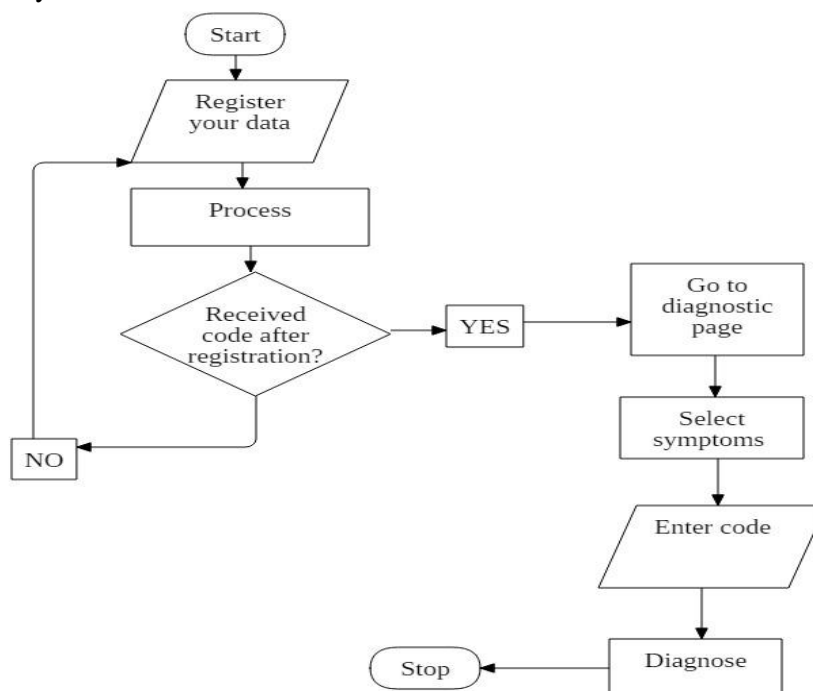 Start
Register
your data
Process
Received
code after
registration?
YES
NO
Go to
diagnostic
page
Select
symptoms
Enter code
Diagnose
Stop